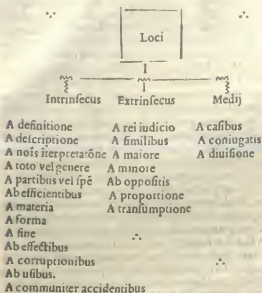 Loci
Intrinſecus Extrinſecus Medij
A definitione A rei iudicio A caſibus
A deſcriptione A ſimilibus A coniugatis
A noīs īterpretatōne A maiore A diuiſione
A toto vel genere A minore
A partibus vel ſpē Ab oppoſitis
Ab efficientibus A proportione
A materia A tranſumptione
A forma
A fine
Ab effectibus
A corruptionibus
Ab uſibus.
A communiter accidentibus